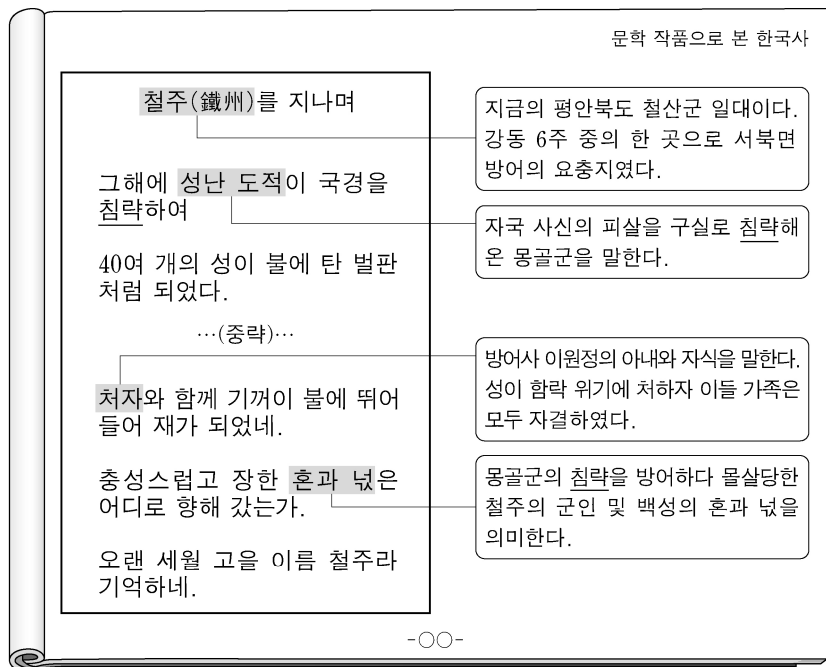 문학 작품으로 본 한국사
철주(鐵州)를 지나며
그해에 성난 도적이 국경을
침략하여
40여 개의 성이 불에 탄 벌판
처럼 되었다.
…(중략)…
처자와 함께 기꺼이 불에 뛰어
들어 재가 되었네.
충성스럽고 장한 혼과 넋은
어디로 향해 갔는가.
오랜 세월 고을 이름 철주라
기억하네.
지금의 평안북도 철산군 일대이다.
강동 6주 중의 한 곳으로 서북면
방어의 요충지였다.
자국 사신의 피살을 구실로 침략해
온 몽골군을 말한다.
방어사 이원정의 아내와 자식을 말한다.
성이 함락 위기에 처하자 이들 가족은
모두 자결하였다.
몽골군의 침략을 방어하다 몰살당한
철주의 군인 및 백성의 혼과 넋을
의미한다.
-○○-